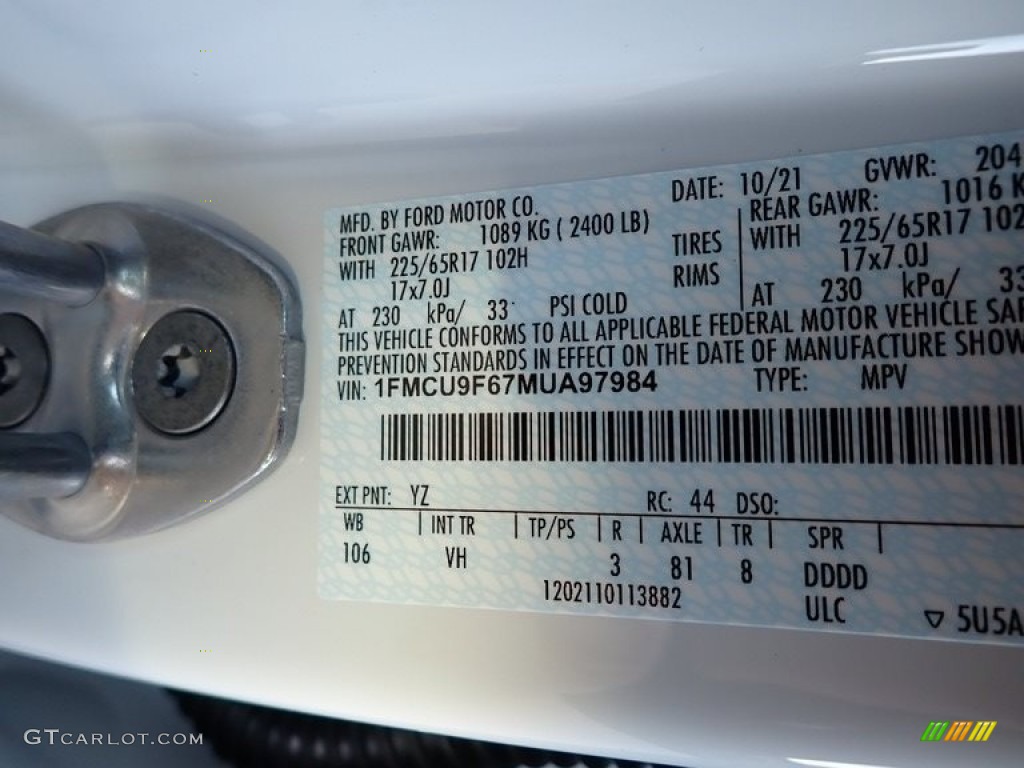 MFD. BY FORD MOTOR CO. DATE: 10/21 GVWR: 204
FRONT GAWR: 1089 KG ( 2400 LB) REAR GAWR: 1016 K
WITH 225/65R17 102H TIRES WITH 225/65R17 102
17x7.0J RIMS 17x7.0J
AT 230 kPa/ 33 PSI COLD AT 230 kPa/ 33
THIS VEHICLE CONFORMS TO ALL APPLICABLE FEDERAL MOTOR VEHICLE SAF
PREVENTION STANDARDS IN EFFECT ON THE DATE OF MANUFACTURE SHOW
VIN: 1FMCU9F67MUA97984 TYPE: MPV
EXT PNT: YZ RC: 44 DSO:
WB INT TR TP/PS R AXLE TR SPR
106 VH 3 81 8 DDDD
1202110113882 ULC 5U5A
GTCARLOT.COM